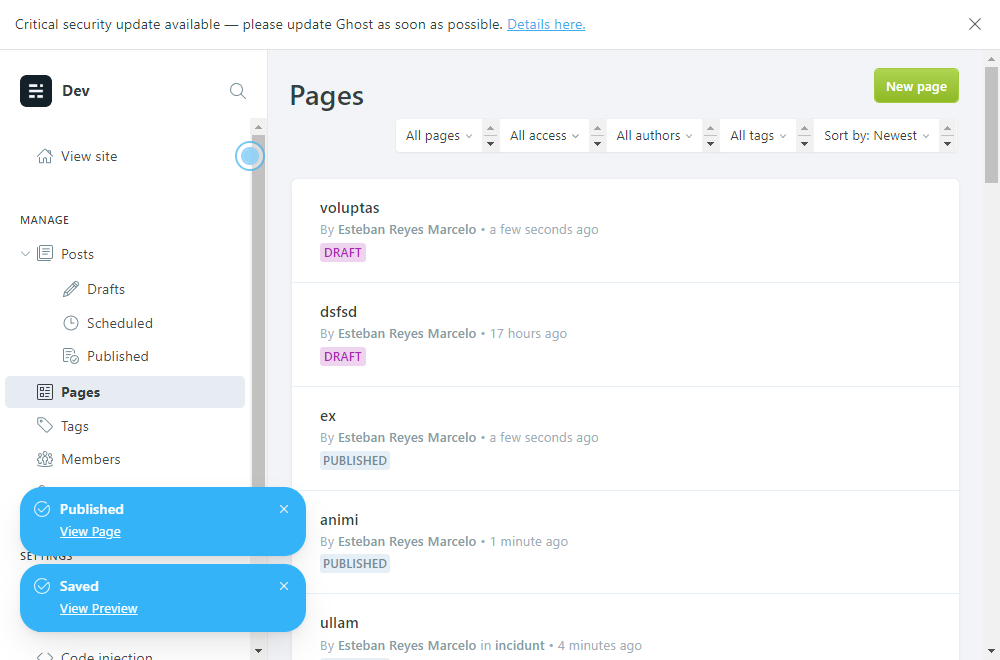 Critical security update available — please update Ghost as soon as possible. Details here.
Dev
View site
MANAGE
Posts
Drafts
Scheduled
Published
Pages
Tags
Members
Published
View Page
SETTINGS
Saved
View Preview
Code injection
Pages
New page
All pages
All access
All authors
All tags
Sort by: Newest
voluptas
By Esteban Reyes Marcelo • a few seconds ago
DRAFT
dsfsd
By Esteban Reyes Marcelo • 17 hours ago
DRAFT
ex
By Esteban Reyes Marcelo • a few seconds ago
PUBLISHED
animi
By Esteban Reyes Marcelo • 1 minute ago
PUBLISHED
ullam
By Esteban Reyes Marcelo in incidunt • 4 minutes ago